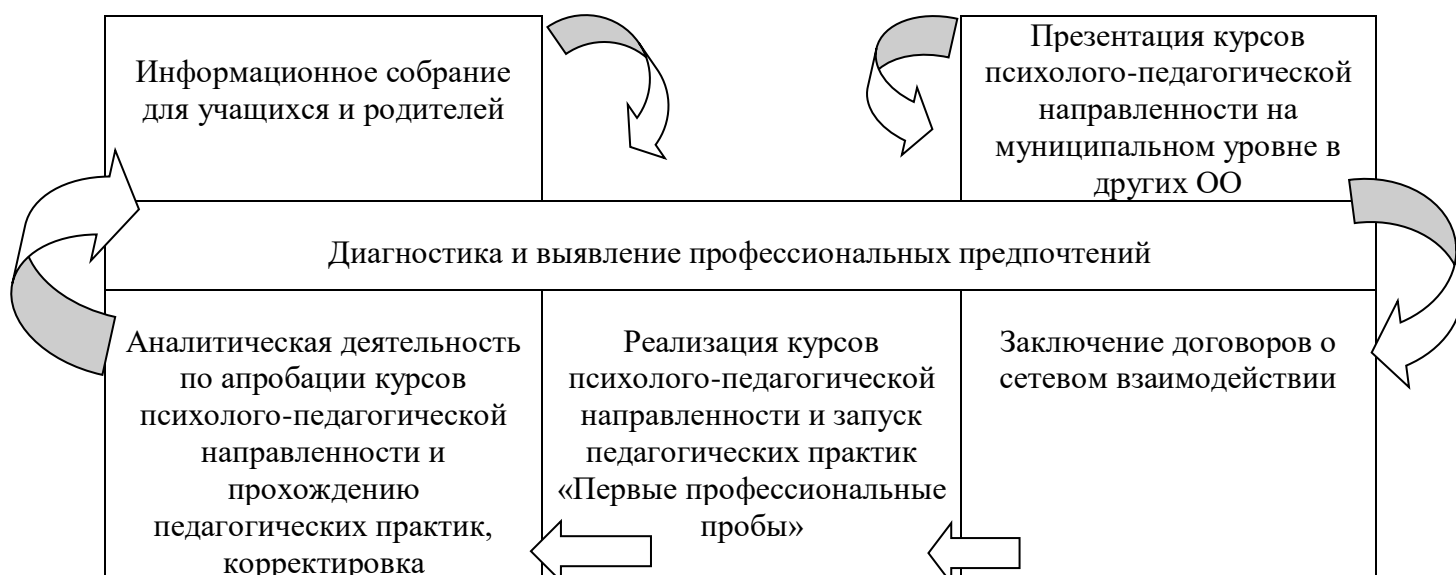 Информационное собрание
для учащихся и родителей
Презентация курсов
психолого-педагогической
направленности на
муниципальном уровне в
других ОО
Диагностика и выявление профессиональных предпочтений
Аналитическая деятельность
по апробации курсов
психолого-педагогической
направленности и
прохождению
педагогических практик,
корректировка
Реализация курсов
психолого-педагогической
направленности и запуск
педагогических практик
«Первые профессиональные
пробы»
Заключение договоров о
сетевом взаимодействии